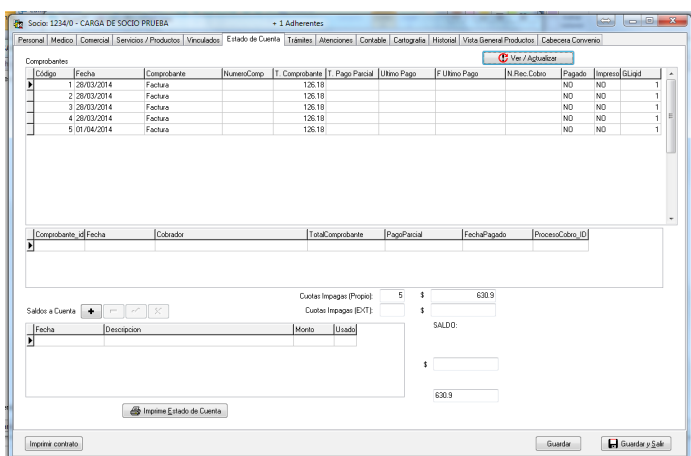 Socio: 1234/0 - CARGA DE SOCIO PRUEBA + 1 Adherentes
Personal Medico Comercial Servicios / Productos Vinculados Estado de Cuenta Trámites Atenciones Contable Cartografía Historial Vista General Productos Cabecera Convenio
Ver / Actualizar
Comprobantes
Código Fecha Comprobante NumeroComp T. Comprobante T. Pago Parcial Ultimo Pago F Ultimo Pago N.Rec.Cobro Pagado Impreso GLiqid
1 28/03/2014 Factura 126.18 NO NO 1
2 28/03/2014 Factura 126.18 NO NO 1
3 28/03/2014 Factura 126.18 NO NO 1
4 28/03/2014 Factura 126.18 NO NO 1
5 01/04/2014 Factura 126.18 NO NO 1
Comprobante_id Fecha Cobrador TotalComprobante PagoParcial FechaPagado ProcesoCobro_ID
Cuotas Impagas (Propio): 5 $ 630.9
Saldos a Cuenta Cuotas Impagas (EXT): $
Fecha Descripcion Monto Usado
SALDO:
$
630.9
Imprime Estado de Cuenta
Imprimir contrato Guardar Guardar y Salir